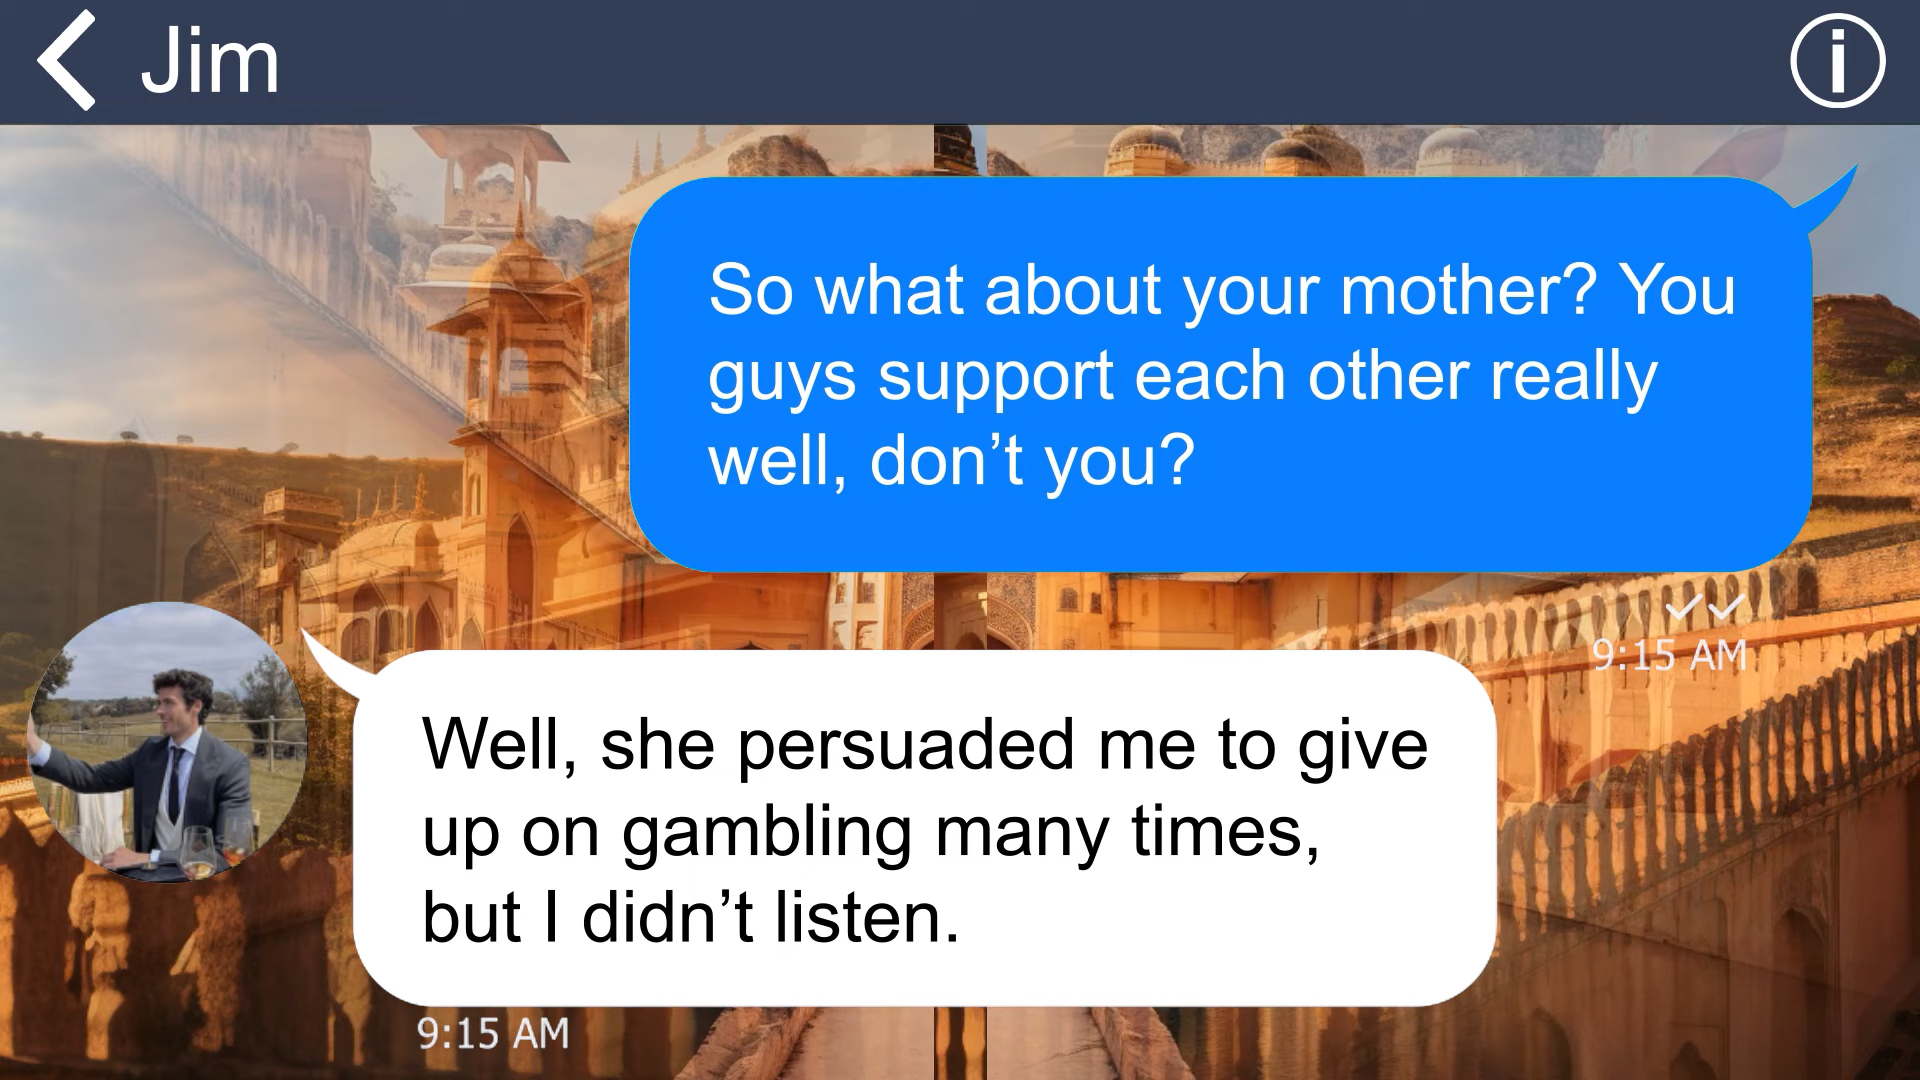 Jim
So what about your mother? You
guys support each other really
well, don’t you?
9:15 AM
Well, she persuaded me to give
up on gambling many times,
but I didn’t listen.
9:15 AM